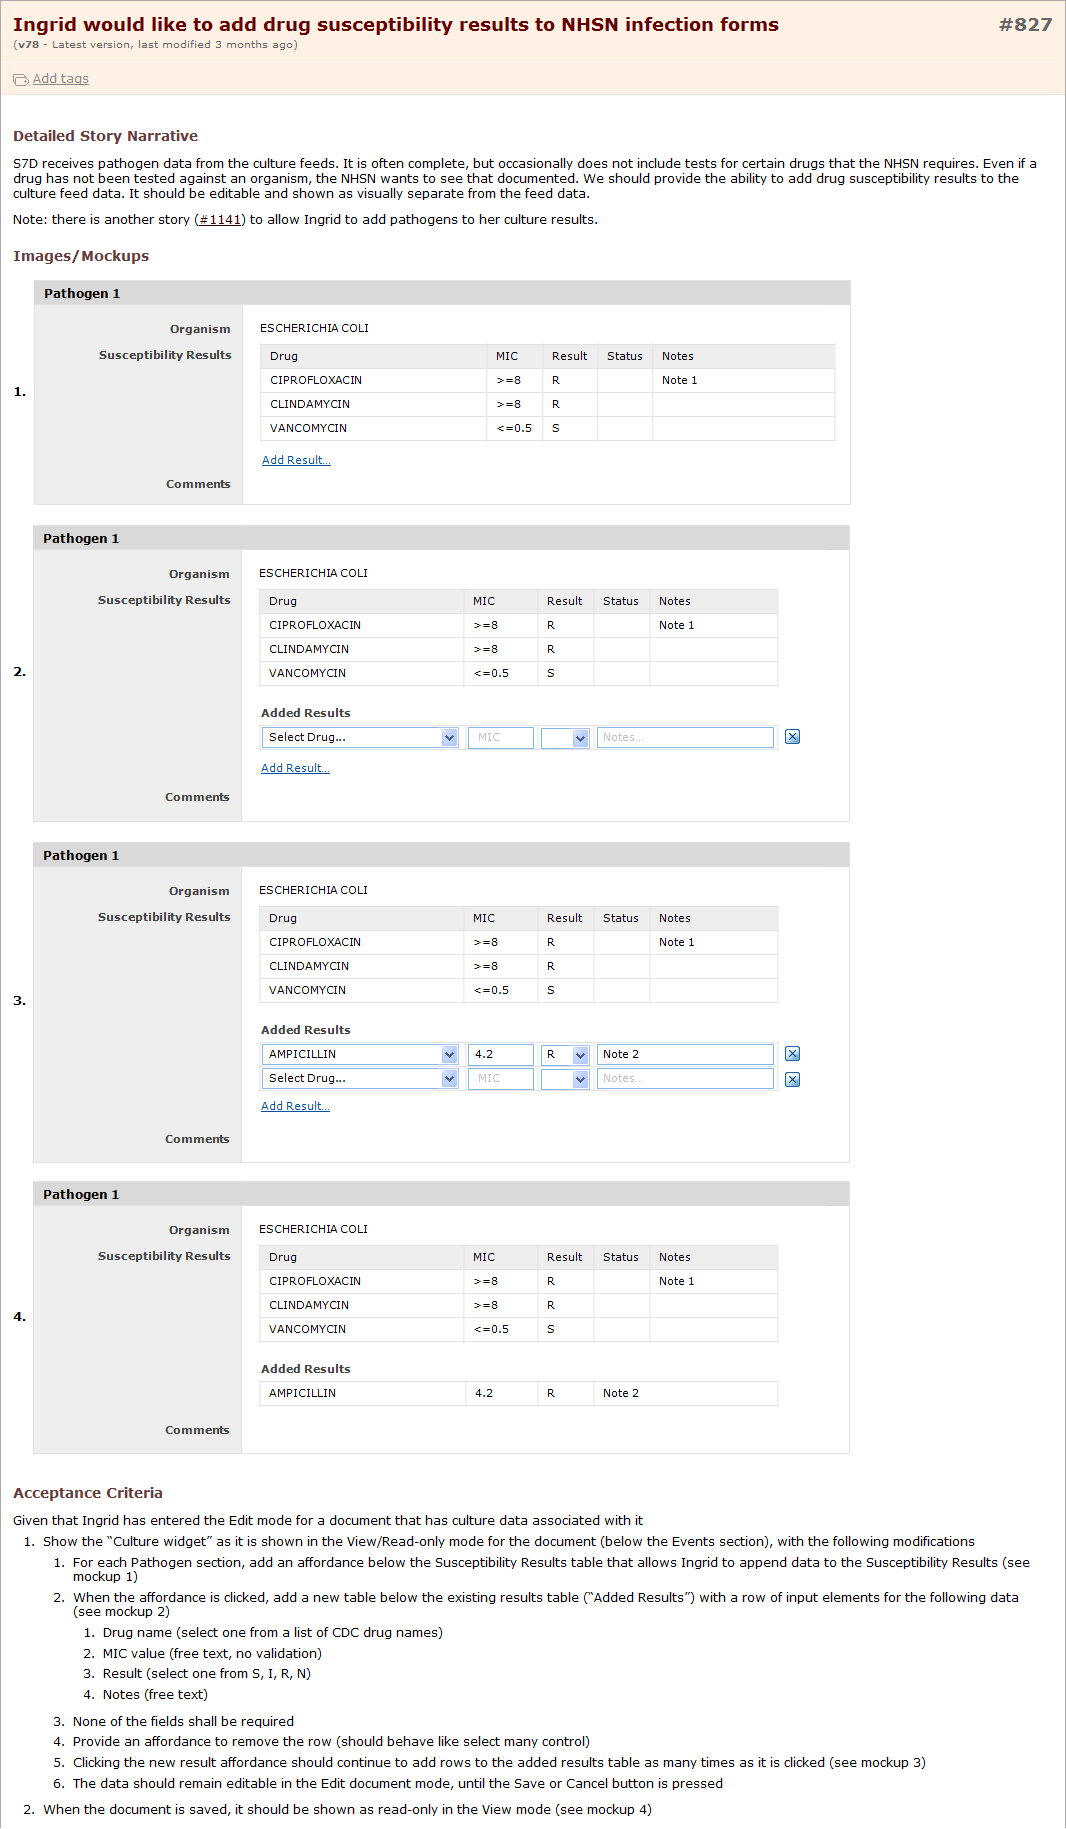 Ingrid would like to add drug susceptibility results to NHSN infection forms #827
(v78 - Latest version, last modified 3 months ago)
Add tags
Detailed Story Narrative
S7D receives pathogen data from the culture feeds. It is often complete, but occasionally does not include tests for certain drugs that the NHSN requires. Even if a
drug has not been tested against an organism, the NHSN wants to see that documented. We should provide the ability to add drug susceptibility results to the
culture feed data. It should be editable and shown as visually separate from the feed data.
Note: there is another story (#1141) to allow Ingrid to add pathogens to her culture results.
Images/Mockups
1.
Pathogen 1
Organism ESCHERICHIA COLI
Susceptibility Results
Drug MIC Result Status Notes
CIPROFLOXACIN >=8 R Note 1
CLINDAMYCIN >=8 R
VANCOMYCIN <=0.5 S
Add Result...
Comments
2.
Pathogen 1
Organism ESCHERICHIA COLI
Susceptibility Results
Drug MIC Result Status Notes
CIPROFLOXACIN >=8 R Note 1
CLINDAMYCIN >=8 R
VANCOMYCIN <=0.5 S
Added Results
Select Drug... MIC Notes...
Add Result...
Comments
3.
Pathogen 1
Organism ESCHERICHIA COLI
Susceptibility Results
Drug MIC Result Status Notes
CIPROFLOXACIN >=8 R Note 1
CLINDAMYCIN >=8 R
VANCOMYCIN <=0.5 S
Added Results
AMPICILLIN 4.2 R Note 2
Select Drug... MIC Notes...
Add Result...
Comments
4.
Pathogen 1
Organism ESCHERICHIA COLI
Susceptibility Results
Drug MIC Result Status Notes
CIPROFLOXACIN >=8 R Note 1
CLINDAMYCIN >=8 R
VANCOMYCIN <=0.5 S
Added Results
AMPICILLIN 4.2 R Note 2
Comments
Acceptance Criteria
Given that Ingrid has entered the Edit mode for a document that has culture data associated with it
1. Show the “Culture widget” as it is shown in the View/Read-only mode for the document (below the Events section), with the following modifications
1. For each Pathogen section, add an affordance below the Susceptibility Results table that allows Ingrid to append data to the Susceptibility Results (see
mockup 1)
2. When the affordance is clicked, add a new table below the existing results table (“Added Results”) with a row of input elements for the following data
(see mockup 2)
1. Drug name (select one from a list of CDC drug names)
2. MIC value (free text, no validation)
3. Result (select one from S, I, R, N)
4. Notes (free text)
3. None of the fields shall be required
4. Provide an affordance to remove the row (should behave like select many control)
5. Clicking the new result affordance should continue to add rows to the added results table as many times as it is clicked (see mockup 3)
6. The data should remain editable in the Edit document mode, until the Save or Cancel button is pressed
2. When the document is saved, it should be shown as read-only in the View mode (see mockup 4)